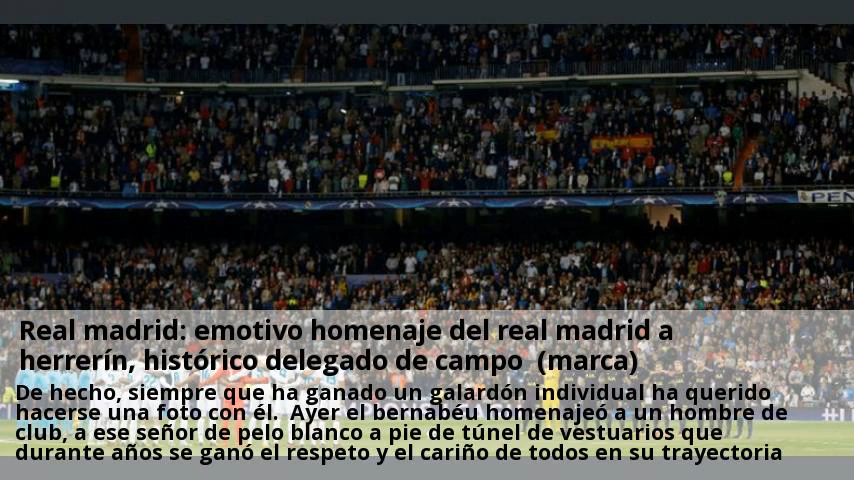 PEN
Real madrid: emotivo homenaje del real madrid a
herrerín, histórico delegado de campo  (marca)
De hecho, siempre que ha ganado un galardón individual ha querido
hacerse una foto con él.  Ayer el bernabéu homenajeó a un hombre de
club, a ese señor de pelo blanco a pie de túnel de vestuarios que
durante años se ganó el respeto y el cariño de todos en su trayectoria